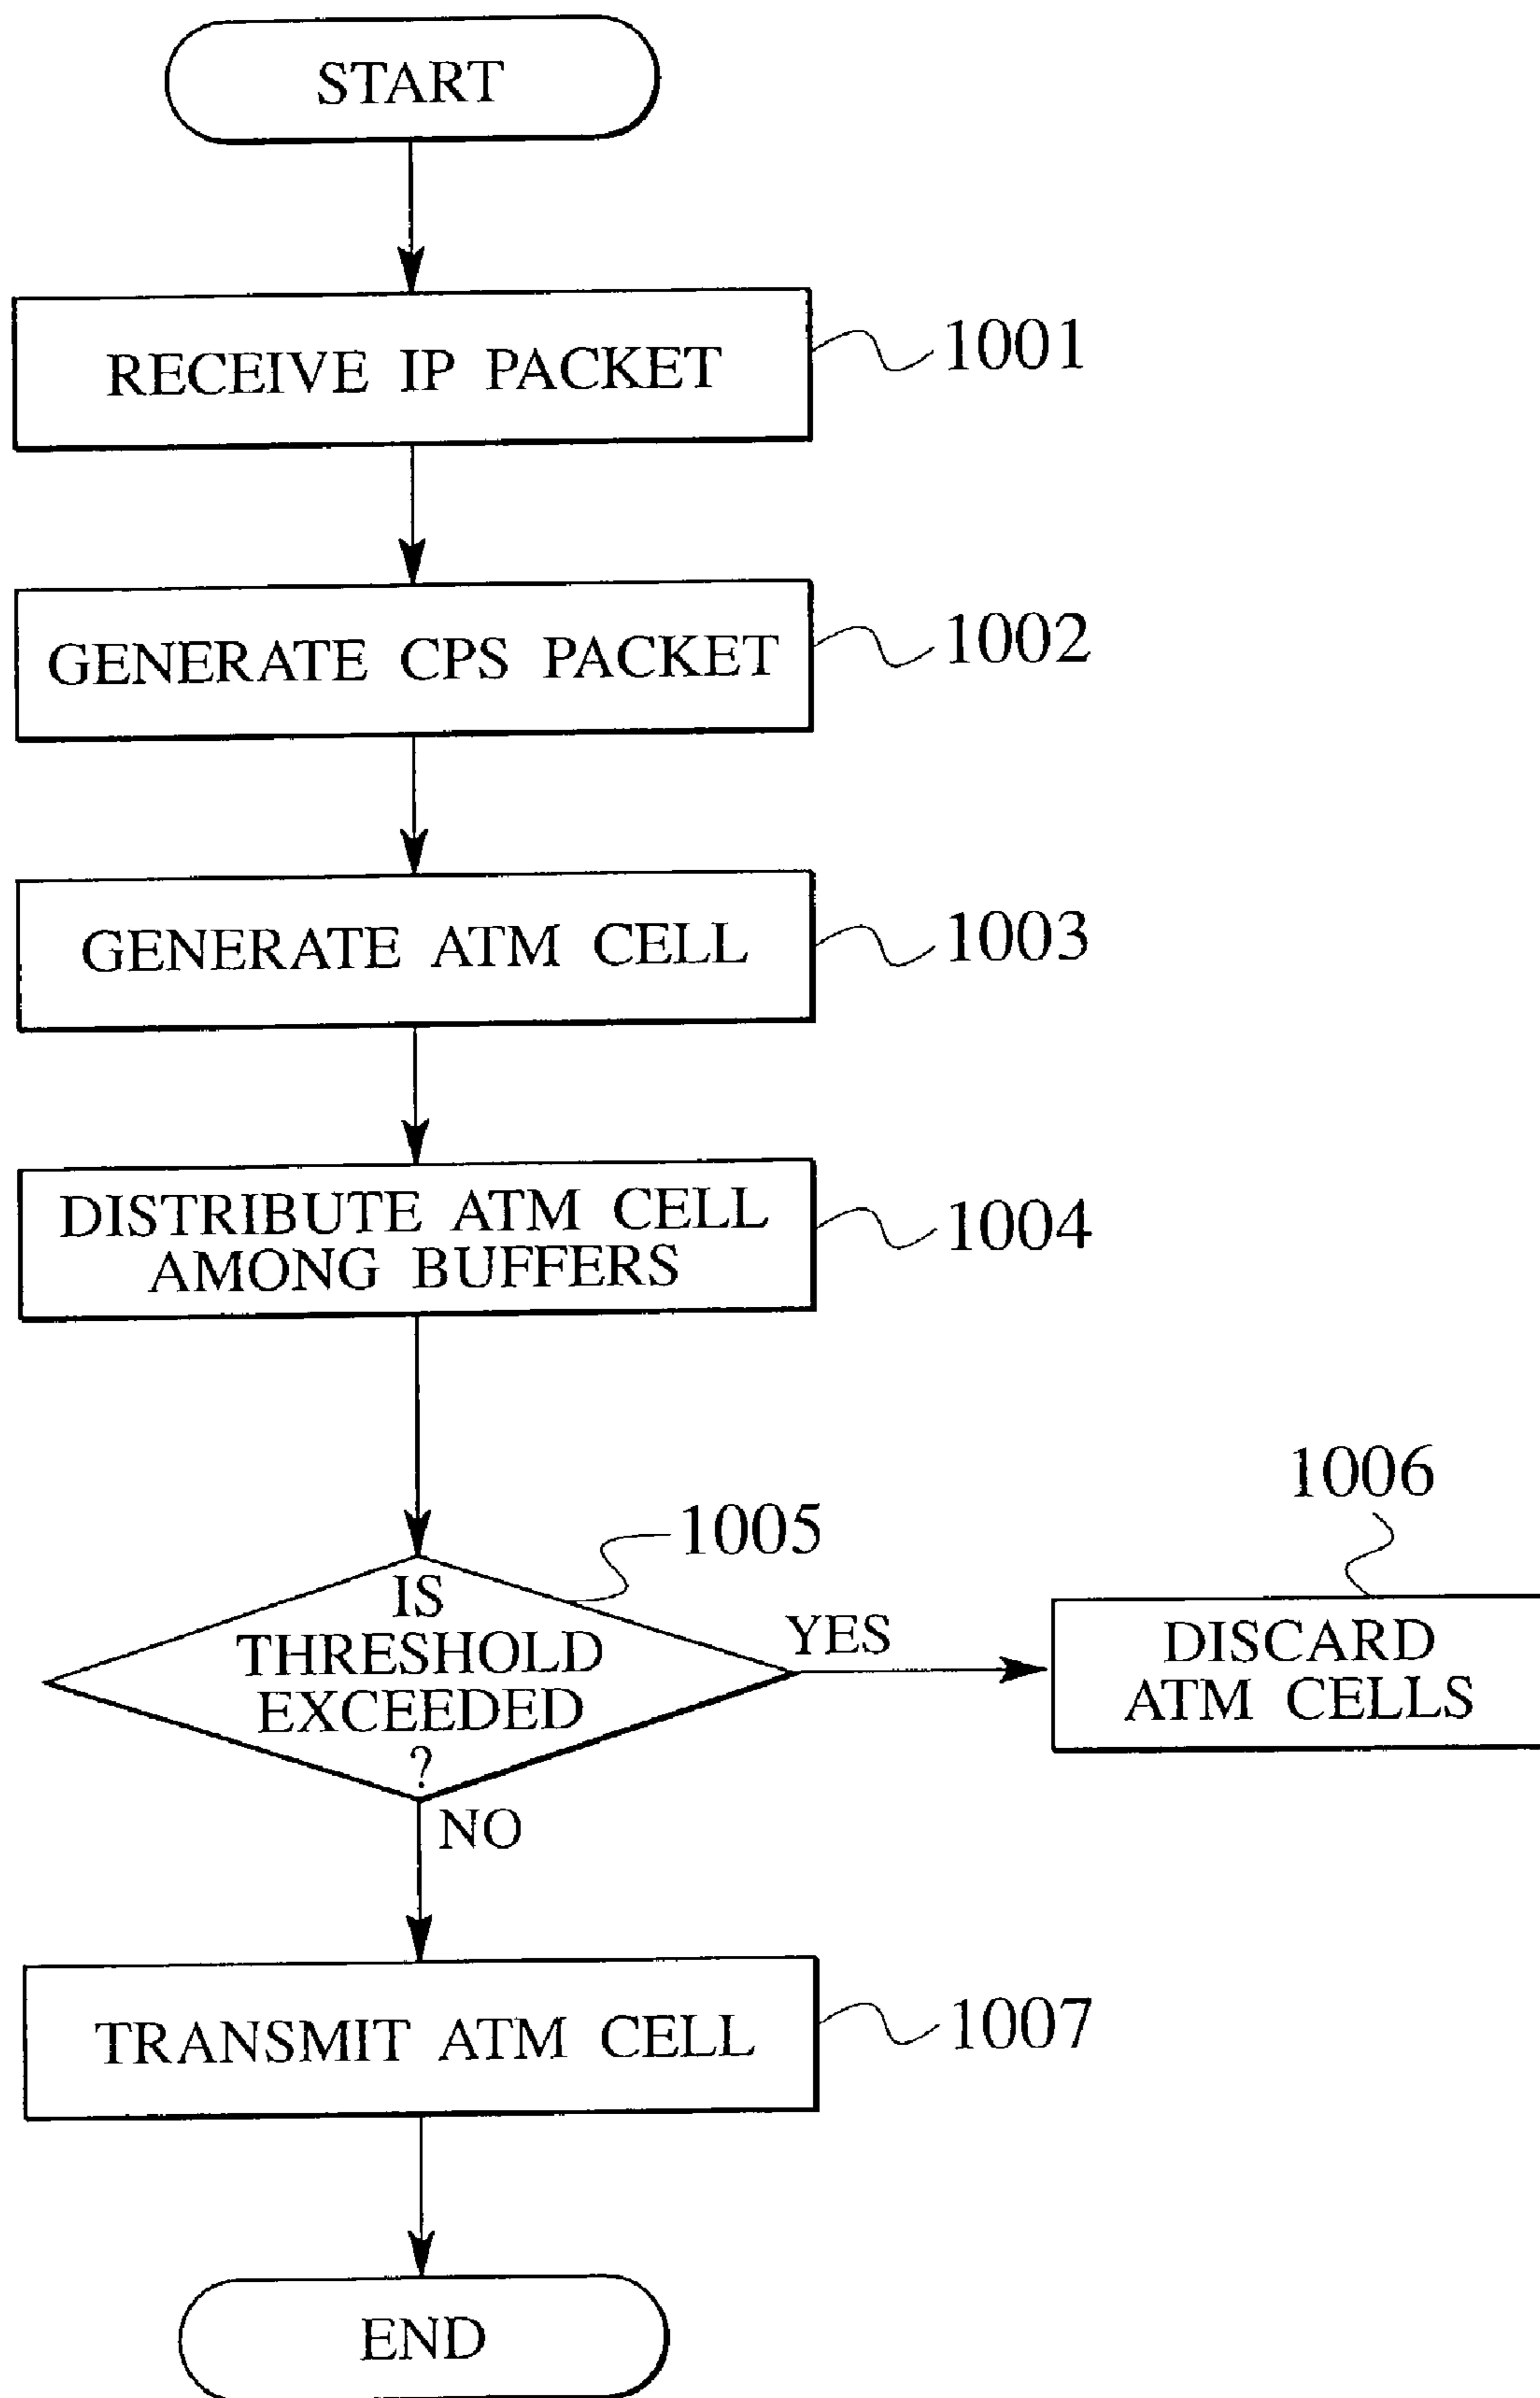 START
RECEIVE IP PACKET
1001
GENERATE CPS PACKET
1002
GENERATE ATM CELL
1003
DISTRIBUTE ATM CELL
AMONG BUFFERS
1004
1005
IS
THRESHOLD
EXCEEDED
?
YES
1006
DISCARD
ATM CELLS
NO
TRANSMIT ATM CELL
1007
END